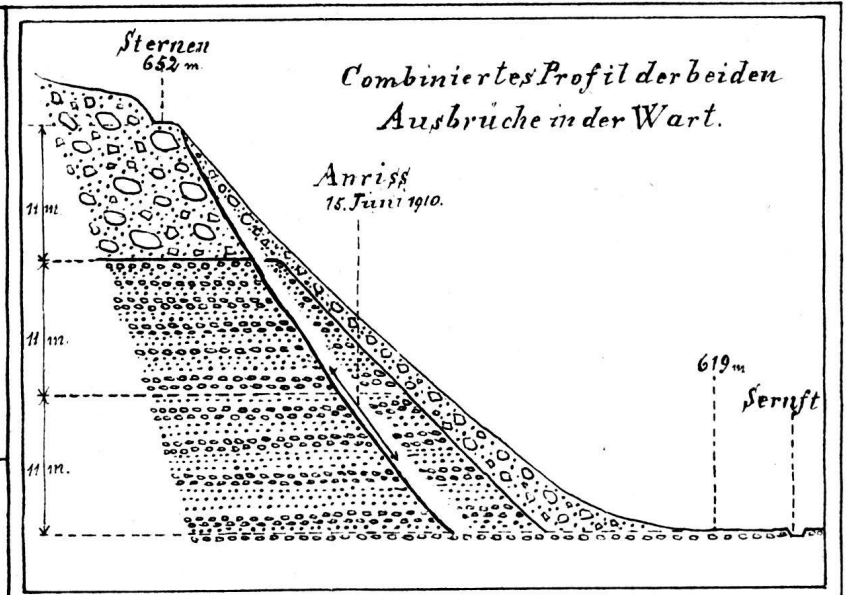 Sternen
652 m.
Combiniertes Profil der beiden
Ausbrüche in der Wart.
Anriss
15. Juni 1910.
11 m.
11 m.
11 m.
619 m
Sernft